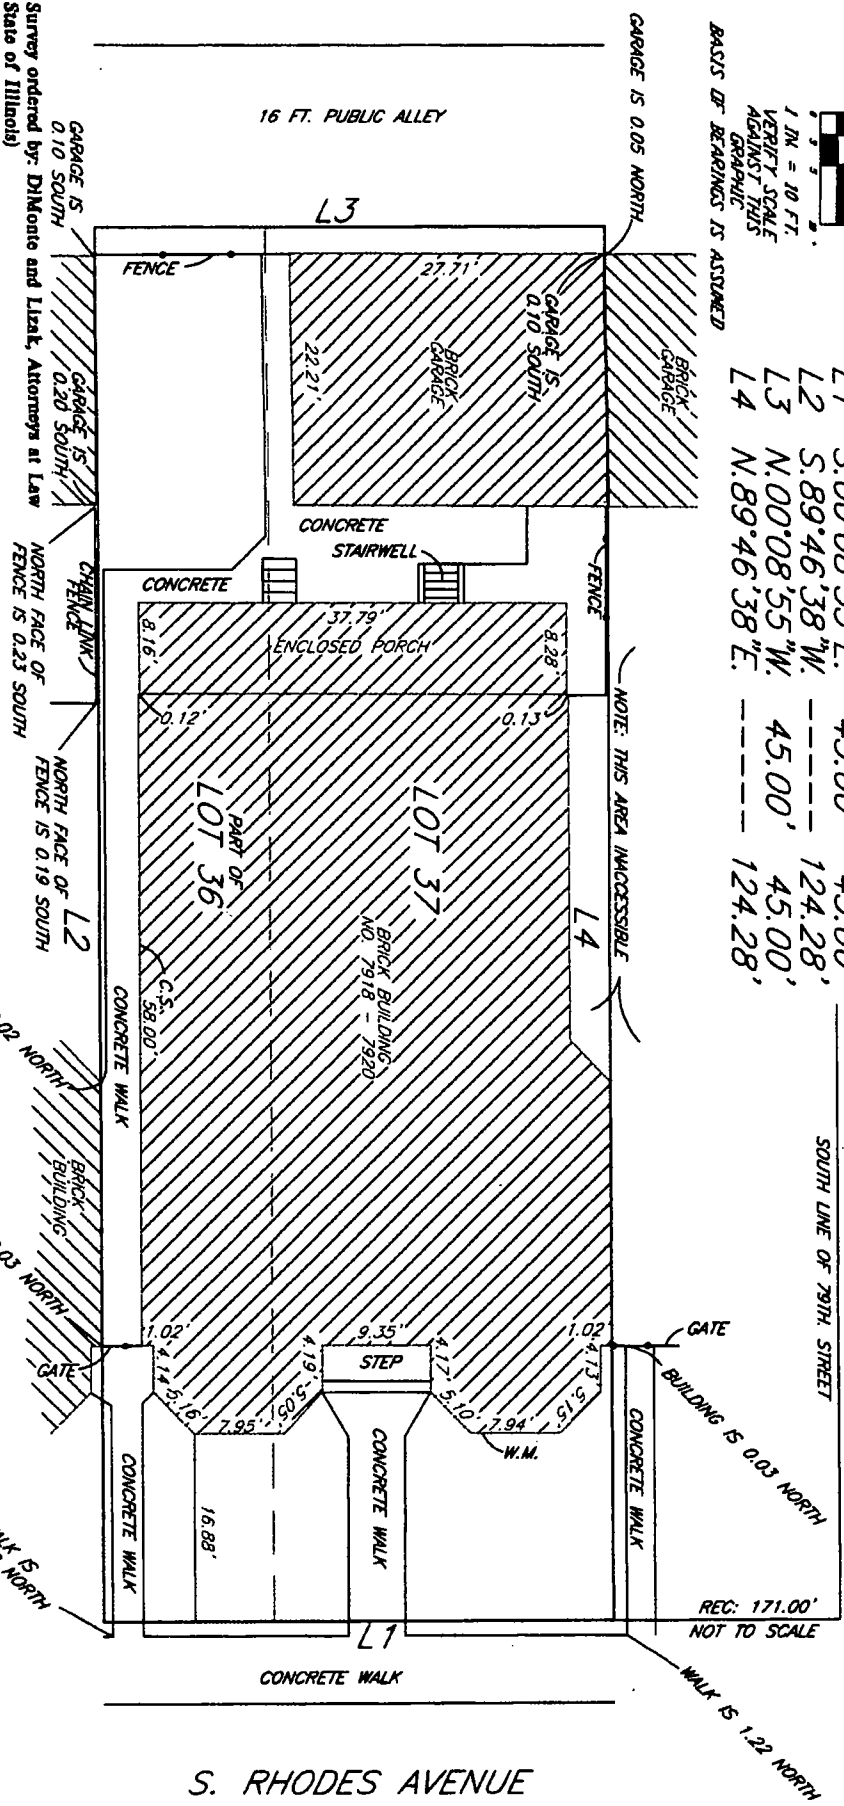 1 IN = 10 FT.
VERIFY SCALE
AGAINST THIS
GRAPHIC
BASIS OF BEARINGS IS ASSUMED
L2 S.89°46'38"W. ----- 124.28'
L3 N.00°08'55"W. 45.00' 45.00'
L4 N.89°46'38"E. ----- 124.28'
SOUTH LINE OF 79TH STREET
REC: 171.00'
NOT TO SCALE
16 FT. PUBLIC ALLEY
GARAGE IS 0.05 NORTH
GARAGE IS
0.10 SOUTH
L3
FENCE
27.71'
22.21'
BRICK
GARAGE
GARAGE IS
0.10 SOUTH
BRICK
GARAGE
GARAGE IS
0.20 SOUTH
Survey ordered by: DiMonte and Lizak, Attorneys at Law
State of Illinois)
CONCRETE
STAIRWELL
CONCRETE
FENCE
CHAIN LINK
FENCE
NORTH FACE OF
FENCE IS 0.23 SOUTH
37.79'
ENCLOSED PORCH
8.16'
8.28'
0.12'
0.13'
NOTE: THIS AREA INACCESSIBLE
NORTH FACE OF
FENCE IS 0.19 SOUTH
L2
L4
PART OF
LOT 36
LOT 37
BRICK BUILDING
NO. 7918 - 7920
C.S.
58.00'
CONCRETE WALK
02 NORTH
BRICK
BUILDING
03 NORTH
GATE
GATE
BUILDING IS 0.03 NORTH
1.02'
4.14'
5.16'
7.95'
5.05'
4.19'
9.35'
STEP
4.17'
5.10'
7.94'
5.15'
4.13'
1.02
W.M.
16.88'
CONCRETE WALK
CONCRETE WALK
CONCRETE WALK
NORTH
L1
WALK IS 1.22 NORTH
CONCRETE WALK
S. RHODES AVENUE